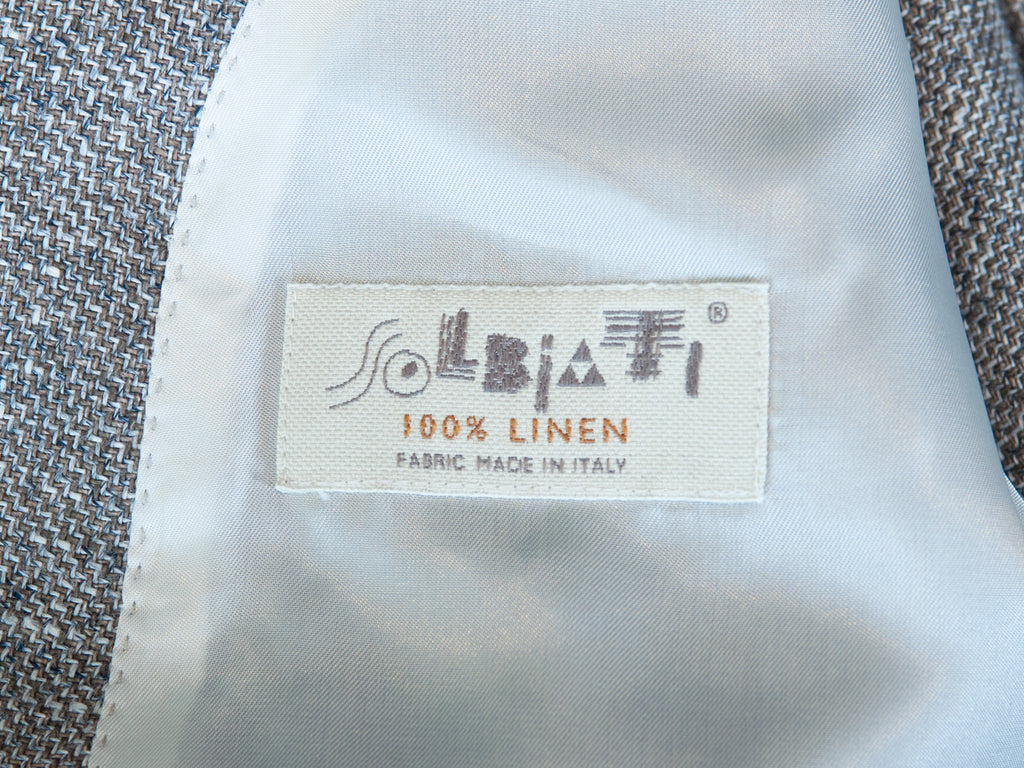 SOLBiATI®
100% LINEN
FABRIC MADE IN ITALY